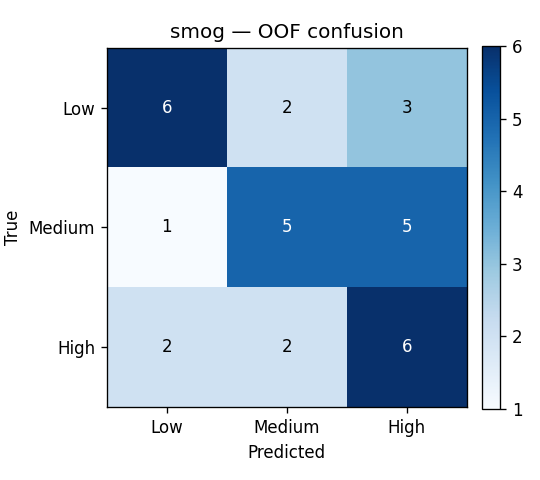 smog — OOF confusion
6
Low 6 2 3
5
True
Medium 1 5 5
4
3
High 2 2 6
2
1
Low Medium High
Predicted